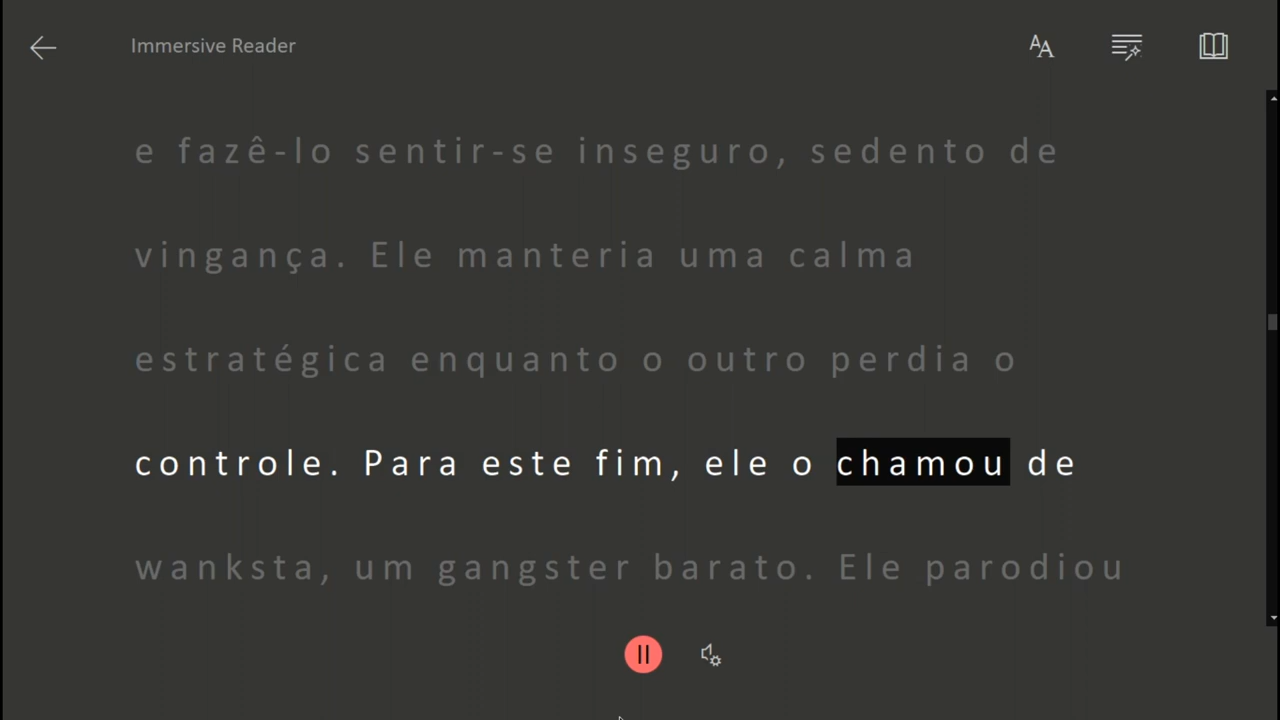 Immersive Reader
e fazê-lo sentir-se inseguro, sedento de
vingança. Ele manteria uma calma
estratégica enquanto o outro perdia o
controle. Para este fim, ele o chamou de
wanksta, um gangster barato. Ele parodiou